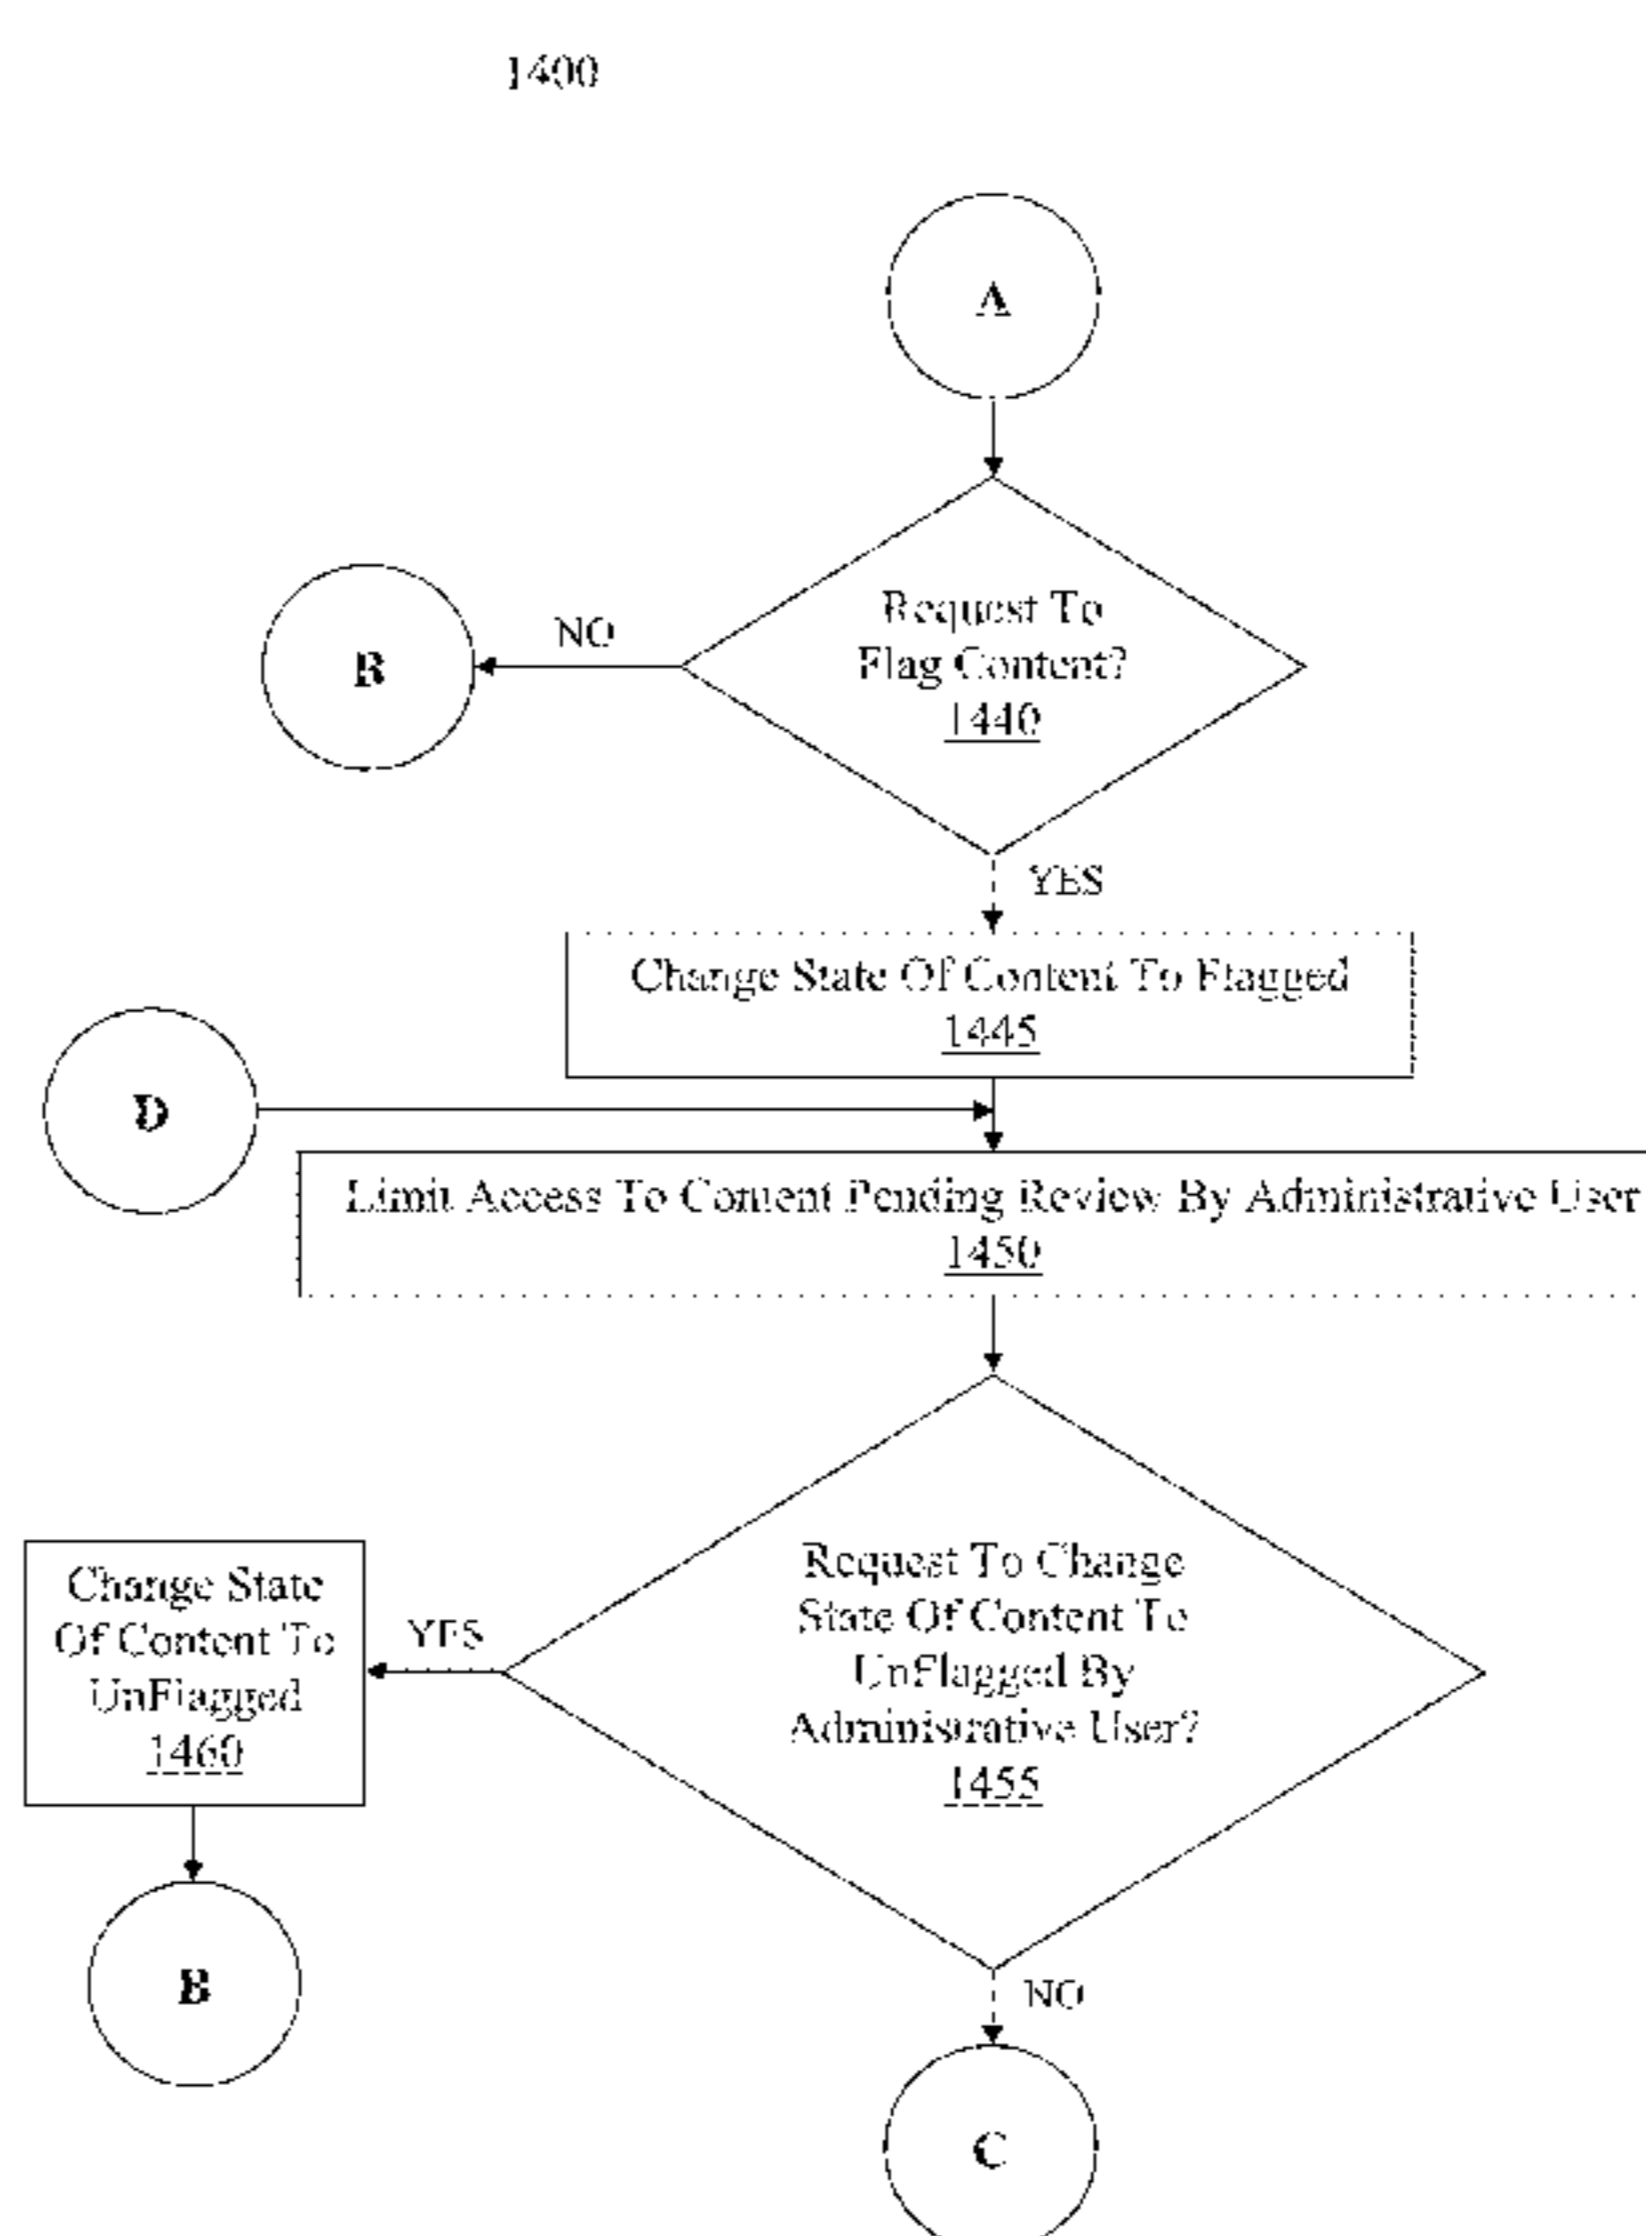 1400
A
Request To
Flag Content?
1440
NO
B
YES
Change State Of Content To Flagged
1445
D
Limit Access To Content Pending Review By Administrative User
1450
Request To Change
State Of Content To
UnFlagged By
Administrative User?
1455
YES
Change State
Of Content To
UnFlagged
1460
B
NO
C